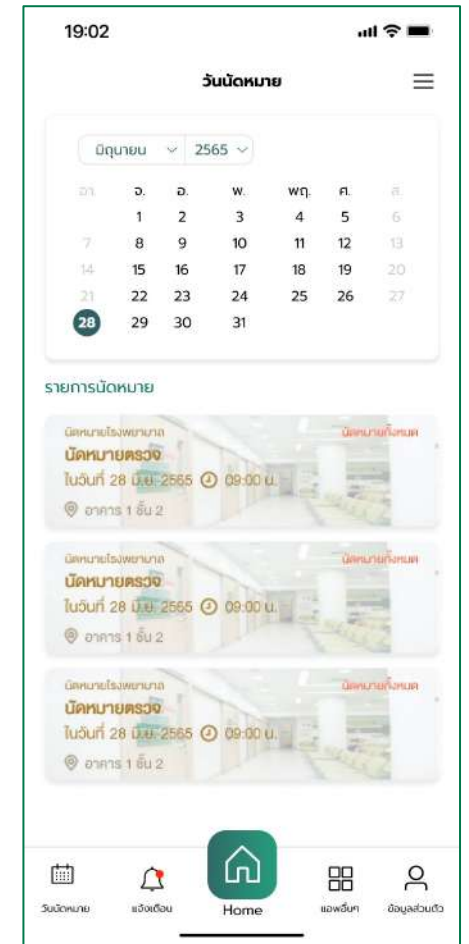 19:02
วันนัดหมาย
มิถุนายน 2565
อา. จ. อ. พ. พฤ. ศ. ส.
1 2 3 4 5 6
7 8 9 10 11 12 13
14 15 16 17 18 19 20
21 22 23 24 25 26 27
28 29 30 31
รายการนัดหมาย
นัดหมายโรงพยาบาล นัดหมายทั้งหมด
นัดหมายตรวจ
ในวันที่ 28 มิ.ย. 2565 09:00 น.
อาคาร 1 ชั้น 2
นัดหมายโรงพยาบาล นัดหมายทั้งหมด
นัดหมายตรวจ
ในวันที่ 28 มิ.ย. 2565 09:00 น.
อาคาร 1 ชั้น 2
นัดหมายโรงพยาบาล นัดหมายทั้งหมด
นัดหมายตรวจ
ในวันที่ 28 มิ.ย. 2565 09:00 น.
อาคาร 1 ชั้น 2
วันนัดหมาย แจ้งเตือน Home แอพอื่นๆ ข้อมูลส่วนตัว